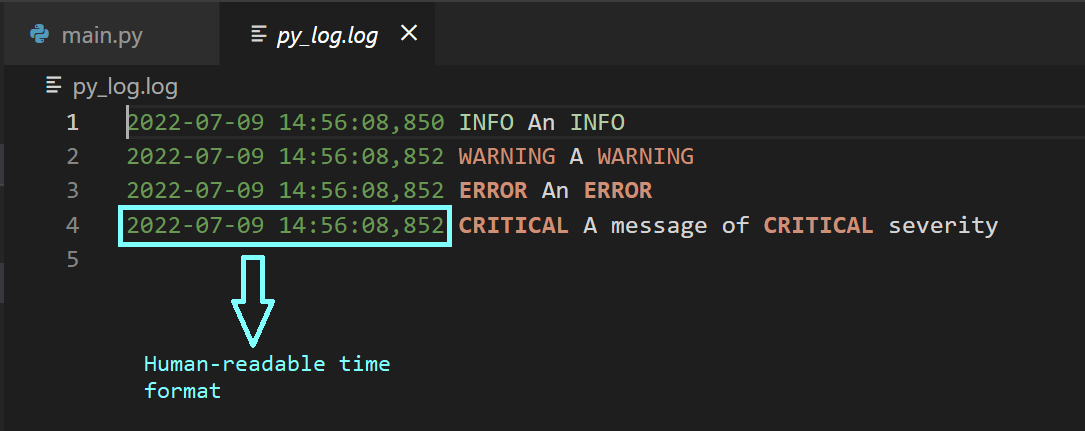 main.py py_log.log
py_log.log
1 2022-07-09 14:56:08,850 INFO An INFO
2 2022-07-09 14:56:08,852 WARNING A WARNING
3 2022-07-09 14:56:08,852 ERROR An ERROR
4 2022-07-09 14:56:08,852 CRITICAL A message of CRITICAL severity
5
Human-readable time
format